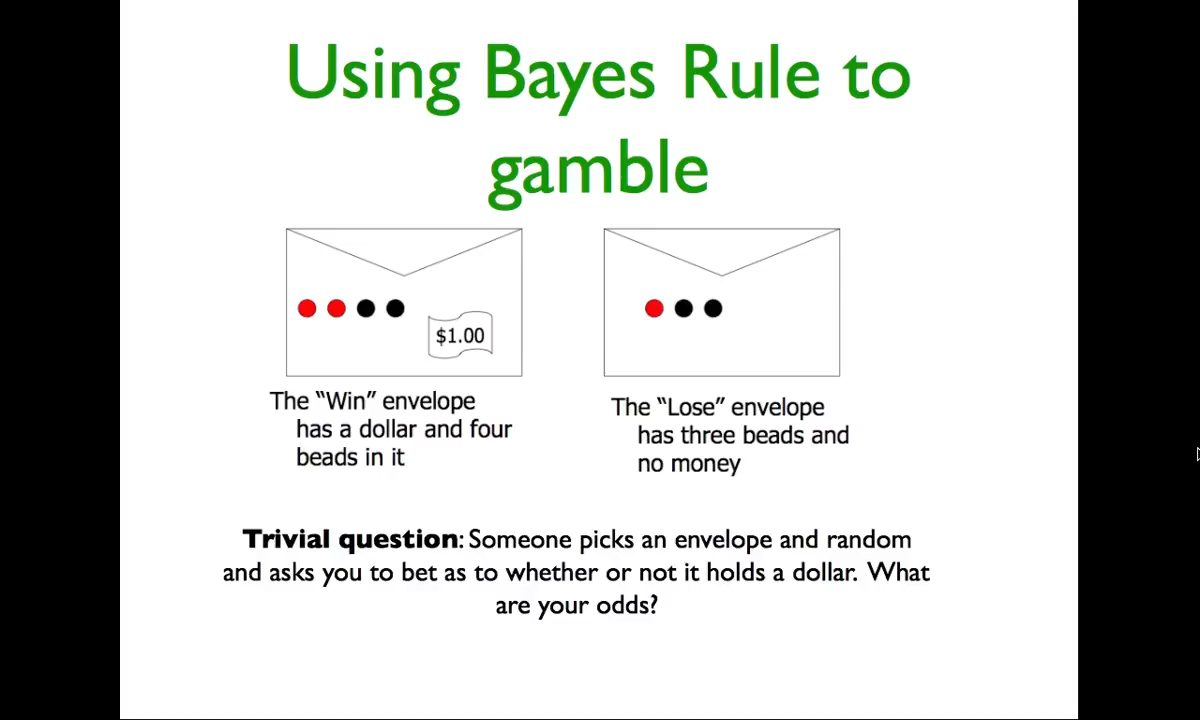 Using Bayes Rule to
gamble
$1.00
The “Win” envelope
has a dollar and four
beads in it
The “Lose” envelope
has three beads and
no money
Trivial question: Someone picks an envelope and random
and asks you to bet as to whether or not it holds a dollar. What
are your odds?